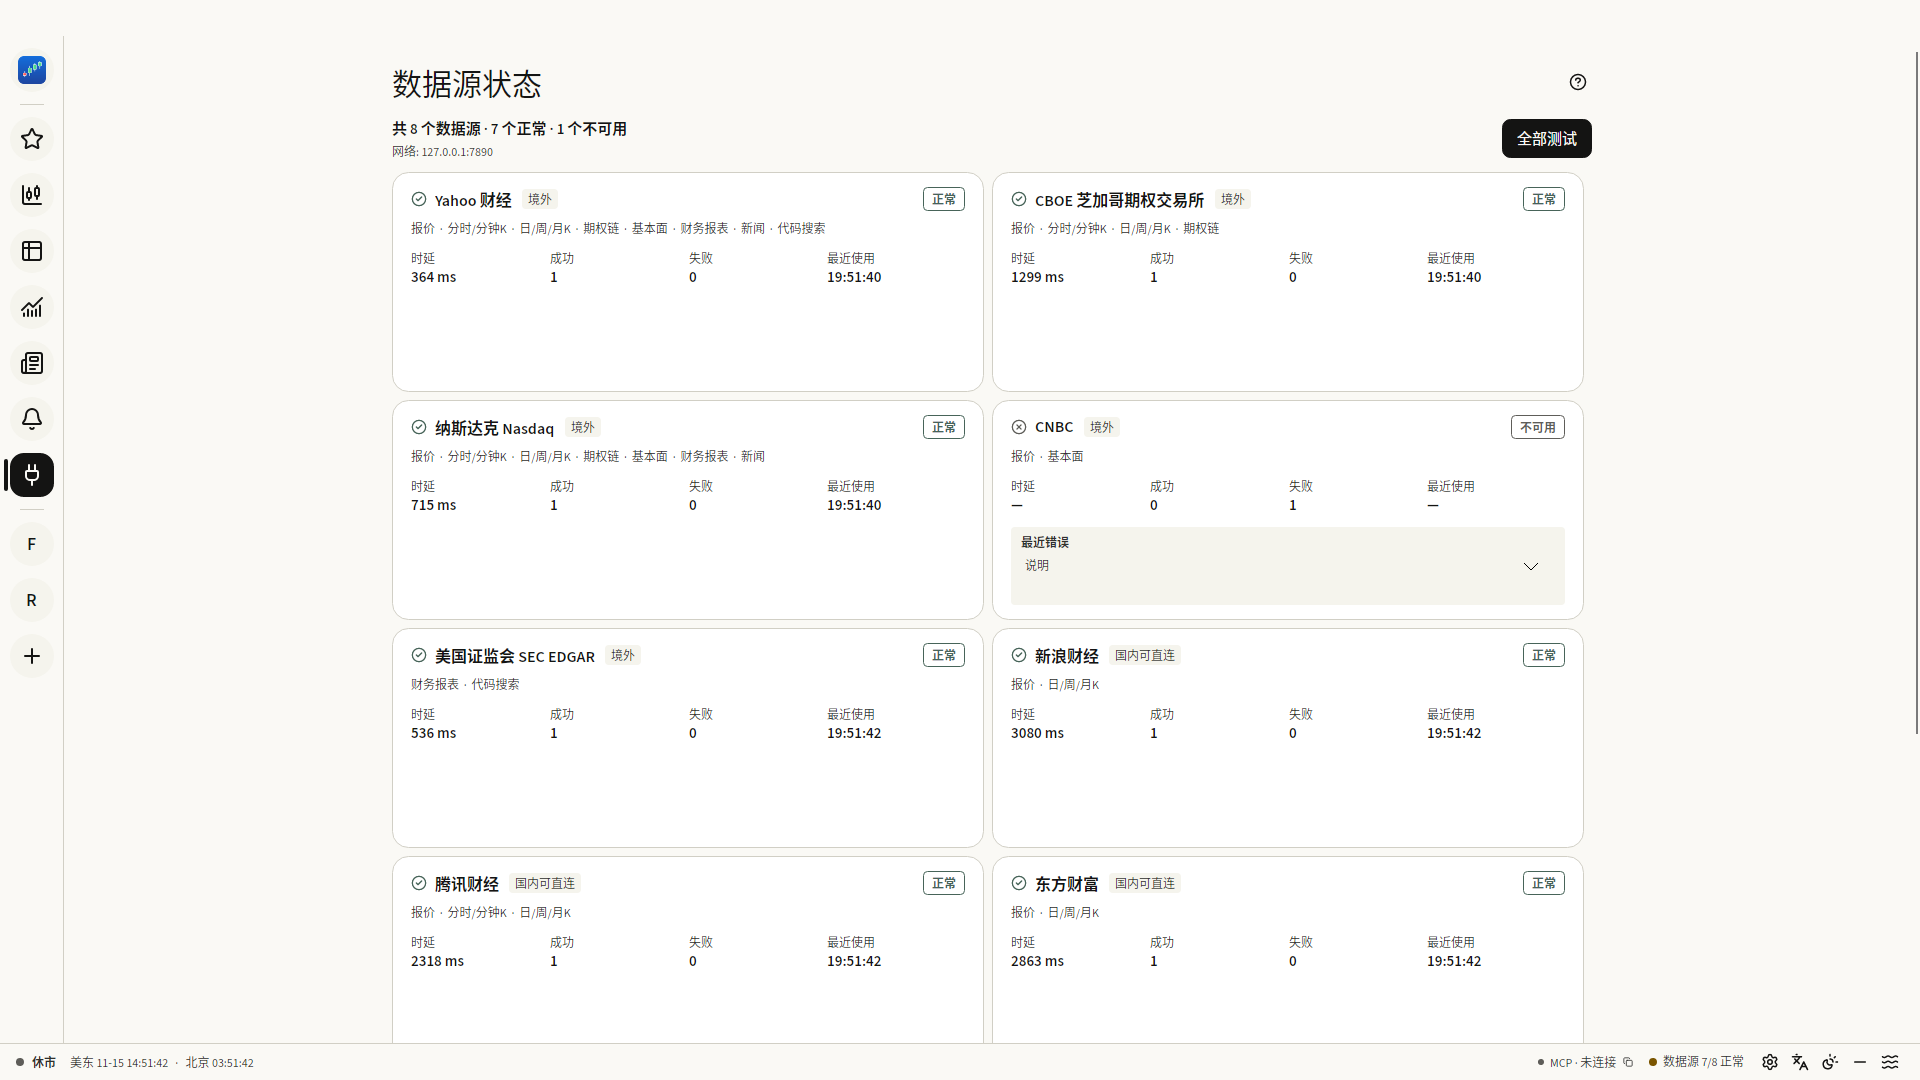 数据源状态
共 8 个数据源 · 7 个正常 · 1 个不可用
网络: 127.0.0.1:7890
全部测试
Yahoo 财经 境外 正常
报价 · 分时/分钟K · 日/周/月K · 期权链 · 基本面 · 财务报表 · 新闻 · 代码搜索
时延 成功 失败 最近使用
364 ms 1 0 19:51:40
CBOE 芝加哥期权交易所 境外 正常
报价 · 分时/分钟K · 日/周/月K · 期权链
时延 成功 失败 最近使用
1299 ms 1 0 19:51:40
纳斯达克 Nasdaq 境外 正常
报价 · 分时/分钟K · 日/周/月K · 期权链 · 基本面 · 财务报表 · 新闻
时延 成功 失败 最近使用
715 ms 1 0 19:51:40
CNBC 境外 不可用
报价 · 基本面
时延 成功 失败 最近使用
— 0 1 —
最近错误
说明
美国证监会 SEC EDGAR 境外 正常
财务报表 · 代码搜索
时延 成功 失败 最近使用
536 ms 1 0 19:51:42
新浪财经 国内可直连 正常
报价 · 日/周/月K
时延 成功 失败 最近使用
3080 ms 1 0 19:51:42
腾讯财经 国内可直连 正常
报价 · 分时/分钟K · 日/周/月K
时延 成功 失败 最近使用
2318 ms 1 0 19:51:42
东方财富 国内可直连 正常
报价 · 日/周/月K
时延 成功 失败 最近使用
2863 ms 1 0 19:51:42
F
R
休市 美东 11-15 14:51:42 · 北京 03:51:42
MCP · 未连接 数据源 7/8 正常